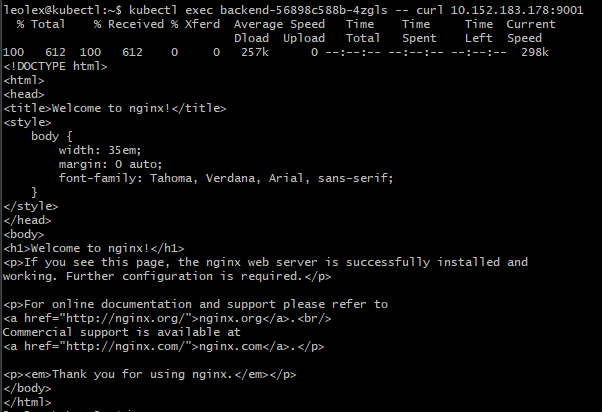 leolex@kubectl:~$ kubectl exec backend-56898c588b-4zgls -- curl 10.152.183.178:9001
  % Total    % Received % Xferd  Average Speed   Time    Time     Time  Current
                                 Dload  Upload   Total   Spent    Left  Speed
100   612  100   612    0     0   257k      0 --:--:-- --:--:-- --:--:--  298k
<!DOCTYPE html>
<html>
<head>
<title>Welcome to nginx!</title>
<style>
    body {
        width: 35em;
        margin: 0 auto;
        font-family: Tahoma, Verdana, Arial, sans-serif;
    }
</style>
</head>
<body>
<h1>Welcome to nginx!</h1>
<p>If you see this page, the nginx web server is successfully installed and
working. Further configuration is required.</p>

<p>For online documentation and support please refer to
<a href="http://nginx.org/">nginx.org</a>.<br/>
Commercial support is available at
<a href="http://nginx.com/">nginx.com</a>.</p>

<p><em>Thank you for using nginx.</em></p>
</body>
</html>